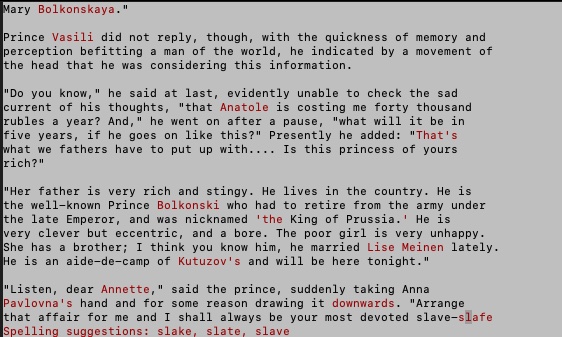 Mary Bolkonskaya."
Prince Vasili did not reply, though, with the quickness of memory and
perception befitting a man of the world, he indicated by a movement of
the head that he was considering this information.
"Do you know," he said at last, evidently unable to check the sad
current of his thoughts, "that Anatole is costing me forty thousand
rubles a year? And," he went on after a pause, "what will it be in
five years, if he goes on like this?" Presently he added: "That's
what we fathers have to put up with.... Is this princess of yours
rich?"
"Her father is very rich and stingy. He lives in the country. He is
the well-known Prince Bolkonski who had to retire from the army under
the late Emperor, and was nicknamed 'the King of Prussia.' He is
very clever but eccentric, and a bore. The poor girl is very unhappy.
She has a brother; I think you know him, he married Lise Meinen lately.
He is an aide-de-camp of Kutuzov's and will be here tonight."
"Listen, dear Annette," said the prince, suddenly taking Anna
Pavlovna's hand and for some reason drawing it downwards. "Arrange
that affair for me and I shall always be your most devoted slave-slafe
Spelling suggestions: slake, slate, slave